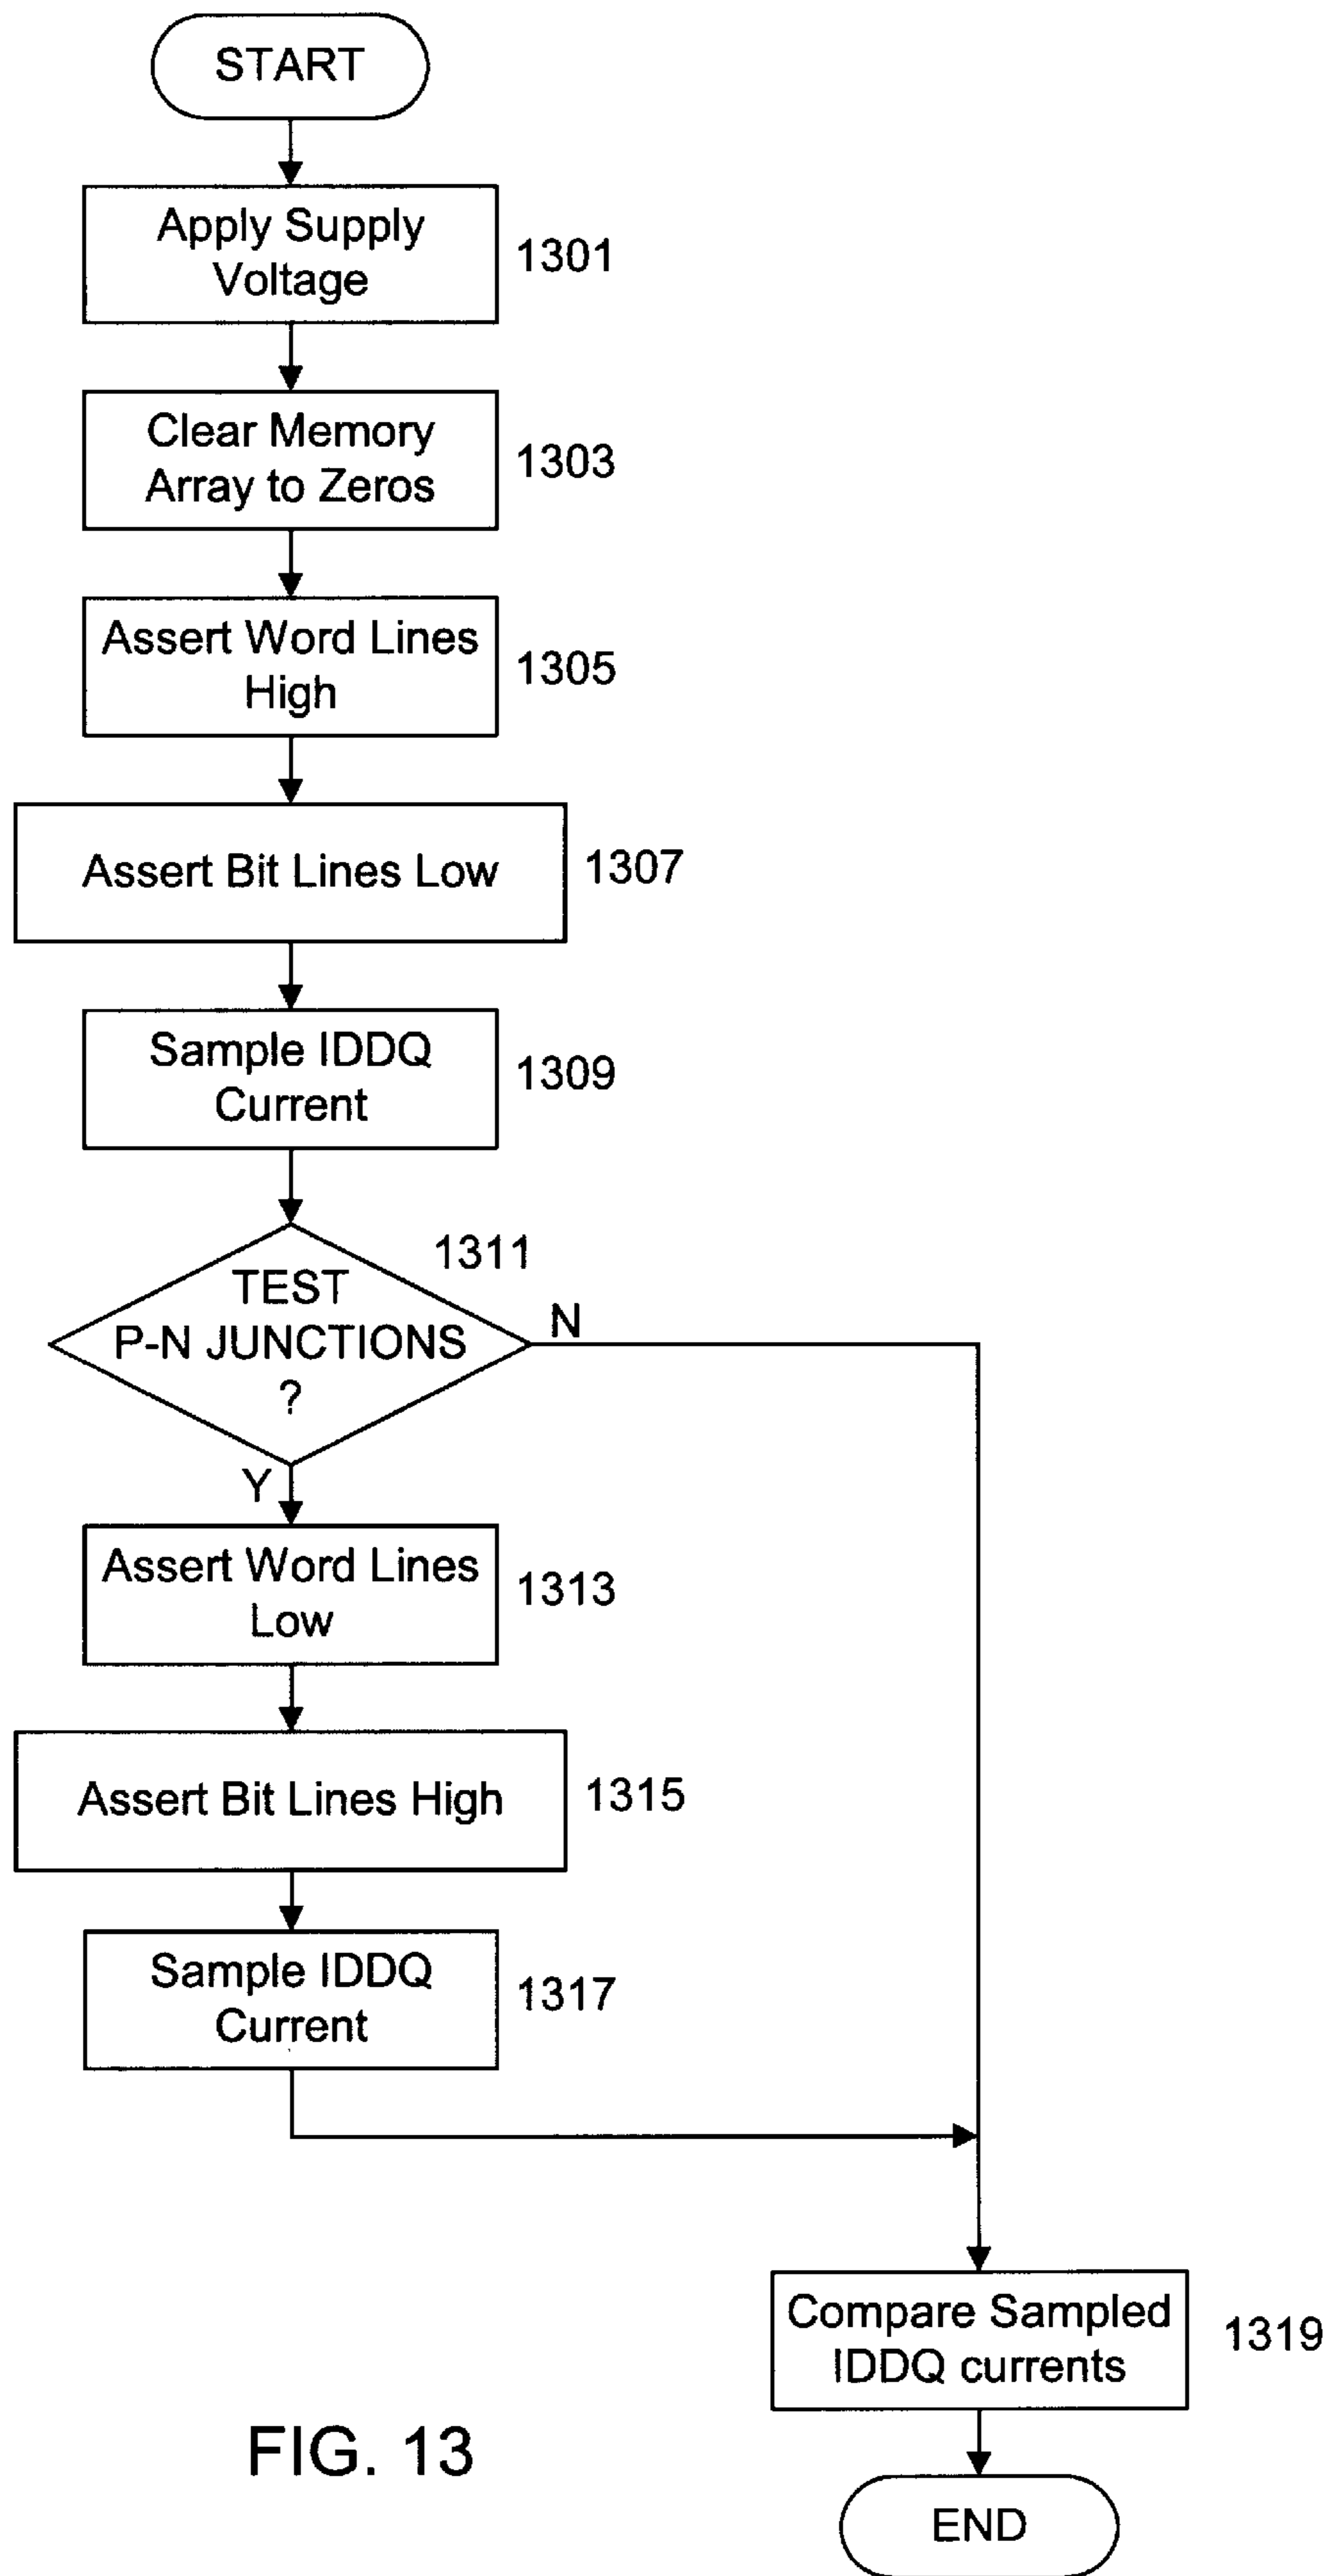 START
Apply Supply
Voltage
1301
Clear Memory
Array to Zeros
1303
Assert Word Lines
High
1305
Assert Bit Lines Low
1307
Sample IDDQ
Current
1309
1311
TEST
P-N JUNCTIONS
?
N
Y
Assert Word Lines
Low
1313
Assert Bit Lines High
1315
Sample IDDQ
Current
1317
Compare Sampled
IDDQ currents
1319
FIG. 13
END